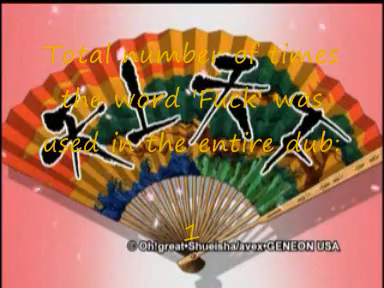 Total number of times
the word 'Fuck' was
used in the entire dub:
天上天下
1
© Oh!great•Shueisha/avex•GENEON USA